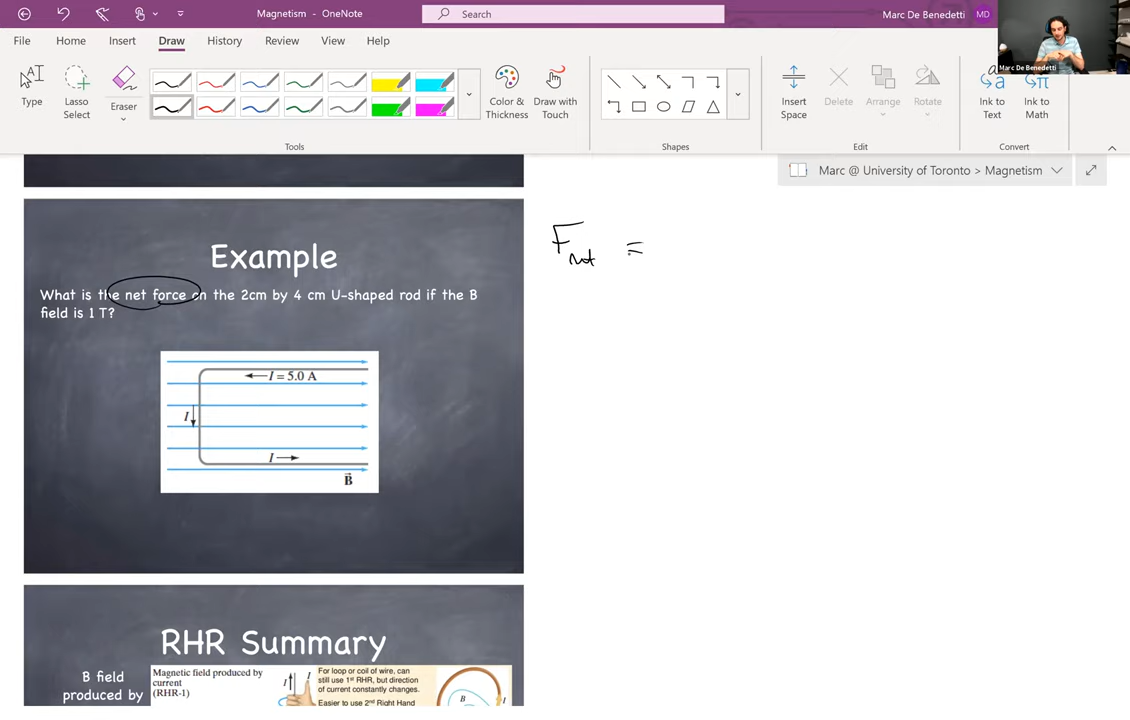 Magnetism - OneNote
Search
Marc De Benedetti MD
File Home Insert Draw History Review View Help
Marc De Benedetti
Type
Lasso Select
Eraser
Color & Thickness
Draw with Touch
Insert Space
Delete
Arrange
Rotate
Ink to Text
Ink to Math
Tools
Shapes
Edit
Convert
Marc @ University of Toronto > Magnetism
Example
What is the net force on the 2cm by 4 cm U-shaped rod if the B
field is 1 T?
I = 5.0 A
I
I
B
Fnet =
RHR Summary
B field
produced by
Magnetic field produced by
current
(RHR-1)
I
I
For loop or coil of wire, can
still use 1st RHR, but direction
of current constantly changes.
Easier to use 2nd Right Hand
B
I